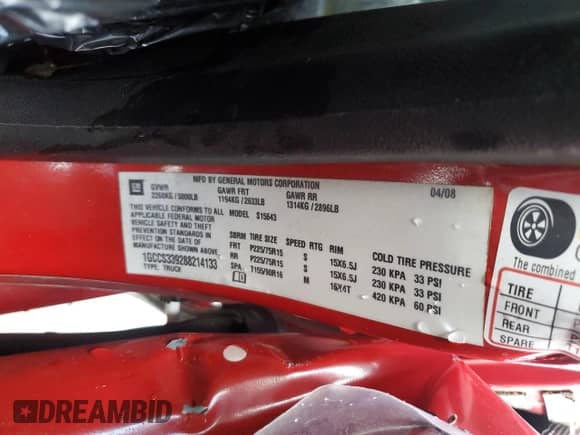 MFD BY GENERAL MOTORS CORPORATION
04/08
GM
GVWR GAWR FRT GAWR RR
2268KG/5000LB 1194KG/2633LB 1314KG/2896LB
THIS VEHICLE CONFORMS TO ALL
APPLICABLE FEDERAL MOTOR
VEHICLE SAFETY AND THEFT
PREVENTION STANDARDS IN
EFFECT ON THE DATE OF
MANUFACTURE SHOWN ABOVE.
1GCCS339288214133
TYPE: TRUCK
MODEL S15643
SBRM TIRE SIZE SPEED RTG RIM COLD TIRE PRESSURE
FRT P225/75R15 S 15X6.5J 230 KPA 33 PSI
RR P225/75R15 S 15X6.5J 230 KPA 33 PSI
SPA T155/90R16 M 16X4T 420 KPA 60 PSI
The combined
TIRE
FRONT
REAR
SPARE
DREAMBID